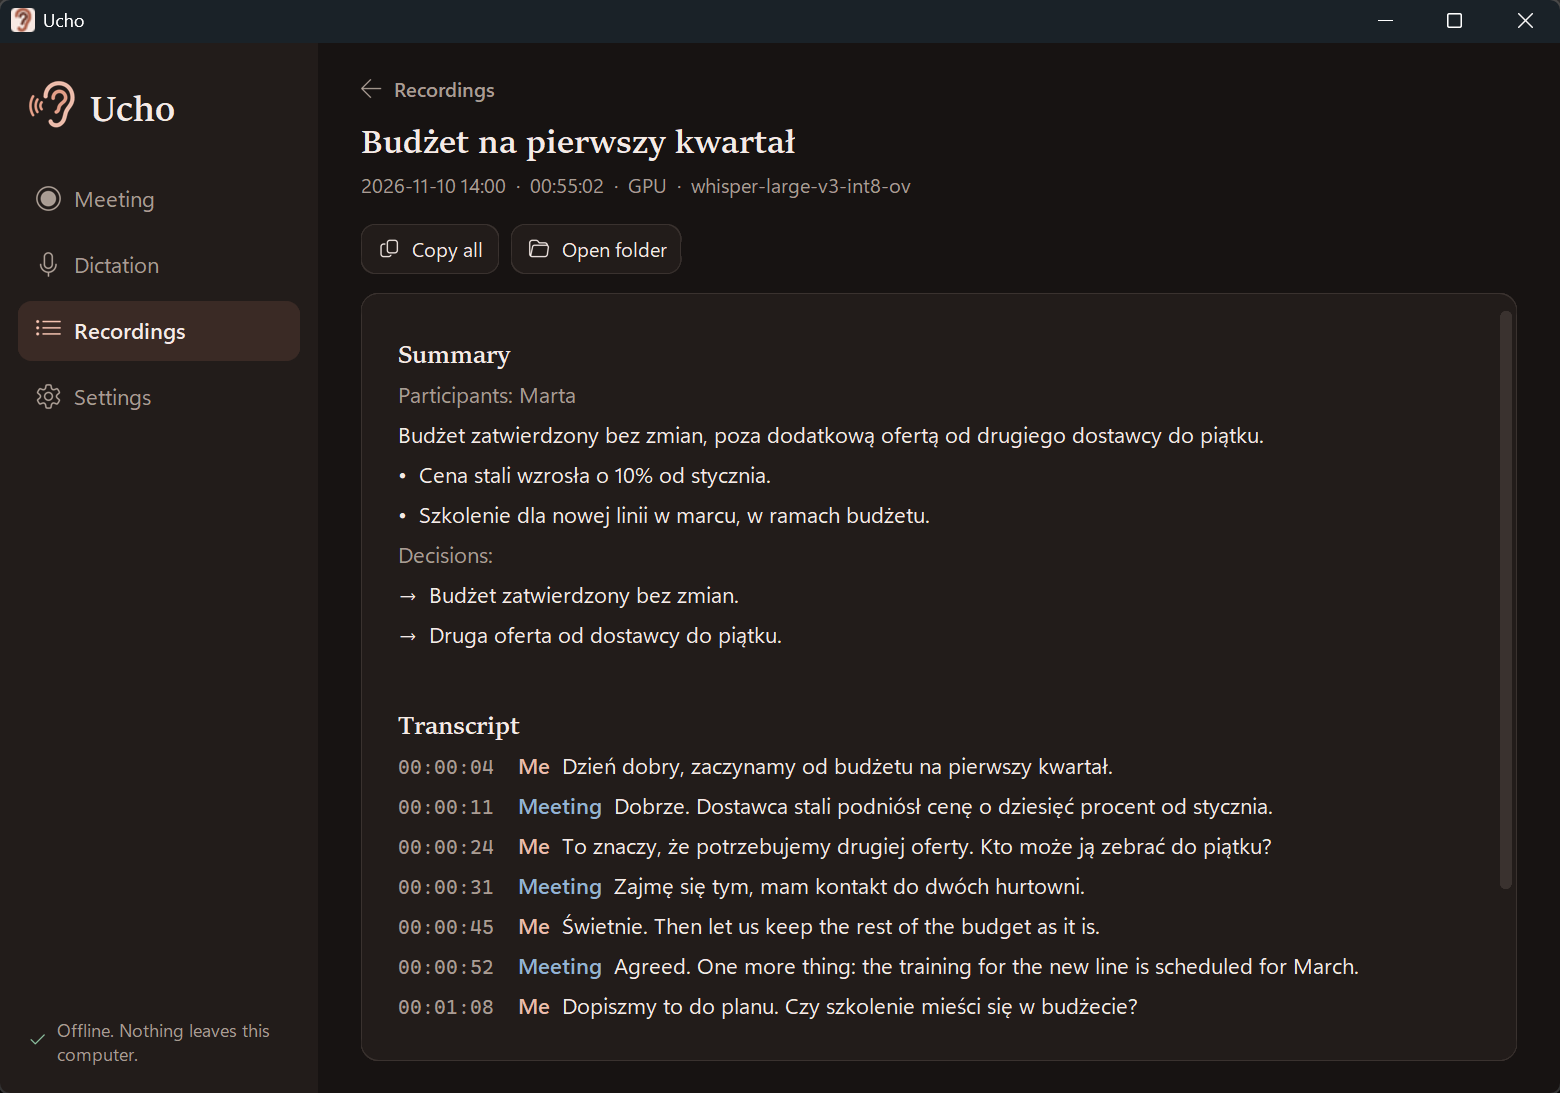 Ucho
Ucho
Meeting
Dictation
Recordings
Settings
Offline. Nothing leaves this
computer.
Recordings
Budżet na pierwszy kwartał
2026-11-10 14:00 · 00:55:02 · GPU · whisper-large-v3-int8-ov
Copy all
Open folder
Summary
Participants: Marta
Budżet zatwierdzony bez zmian, poza dodatkową ofertą od drugiego dostawcy do piątku.
• Cena stali wzrosła o 10% od stycznia.
• Szkolenie dla nowej linii w marcu, w ramach budżetu.
Decisions:
→ Budżet zatwierdzony bez zmian.
→ Druga oferta od dostawcy do piątku.
Transcript
00:00:04 Me Dzień dobry, zaczynamy od budżetu na pierwszy kwartał.
00:00:11 Meeting Dobrze. Dostawca stali podniósł cenę o dziesięć procent od stycznia.
00:00:24 Me To znaczy, że potrzebujemy drugiej oferty. Kto może ją zebrać do piątku?
00:00:31 Meeting Zajmę się tym, mam kontakt do dwóch hurtowni.
00:00:45 Me Świetnie. Then let us keep the rest of the budget as it is.
00:00:52 Meeting Agreed. One more thing: the training for the new line is scheduled for March.
00:01:08 Me Dopiszmy to do planu. Czy szkolenie mieści się w budżecie?